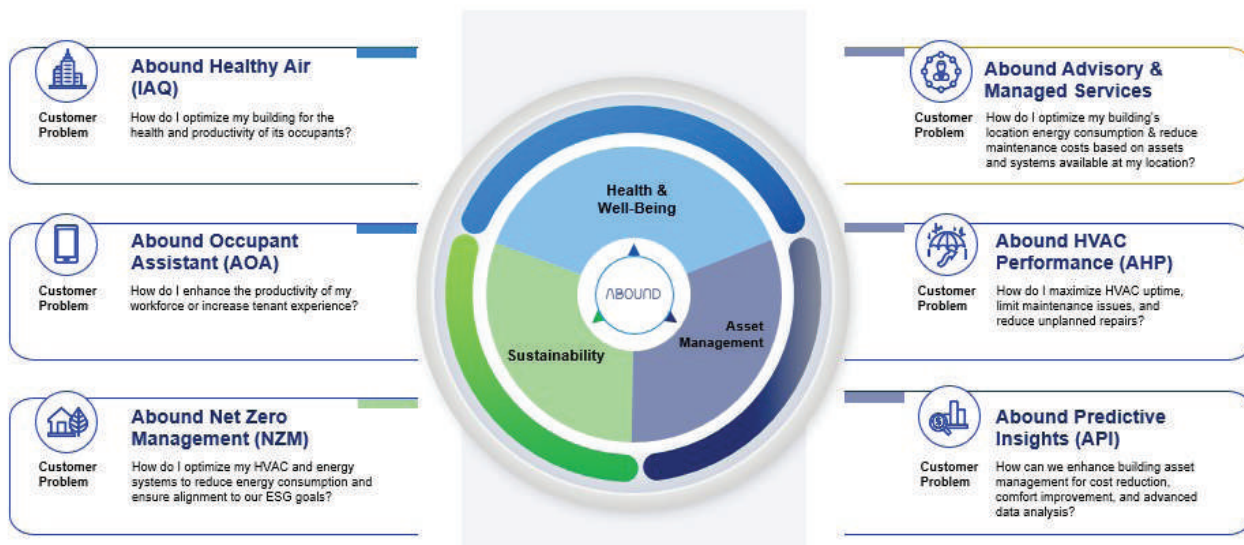 Abound Healthy Air
(IAQ)
Customer
Problem
How do I optimize my building for the
health and productivity of its occupants?
Abound Occupant
Assistant (AOA)
Customer
Problem
How do I enhance the productivity of my
workforce or increase tenant experience?
Abound Net Zero
Management (NZM)
Customer
Problem
How do I optimize my HVAC and energy
systems to reduce energy consumption and
ensure alignment to our ESG goals?
Health &
Well-Being
ABOUND
Sustainability
Asset
Management
Abound Advisory &
Managed Services
Customer
Problem
How do I optimize my building's
location energy consumption & reduce
maintenance costs based on assets
and systems available at my location?
Abound HVAC
Performance (AHP)
Customer
Problem
How do I maximize HVAC uptime,
limit maintenance issues, and
reduce unplanned repairs?
Abound Predictive
Insights (API)
Customer
Problem
How can we enhance building asset
management for cost reduction,
comfort improvement, and advanced
data analysis?